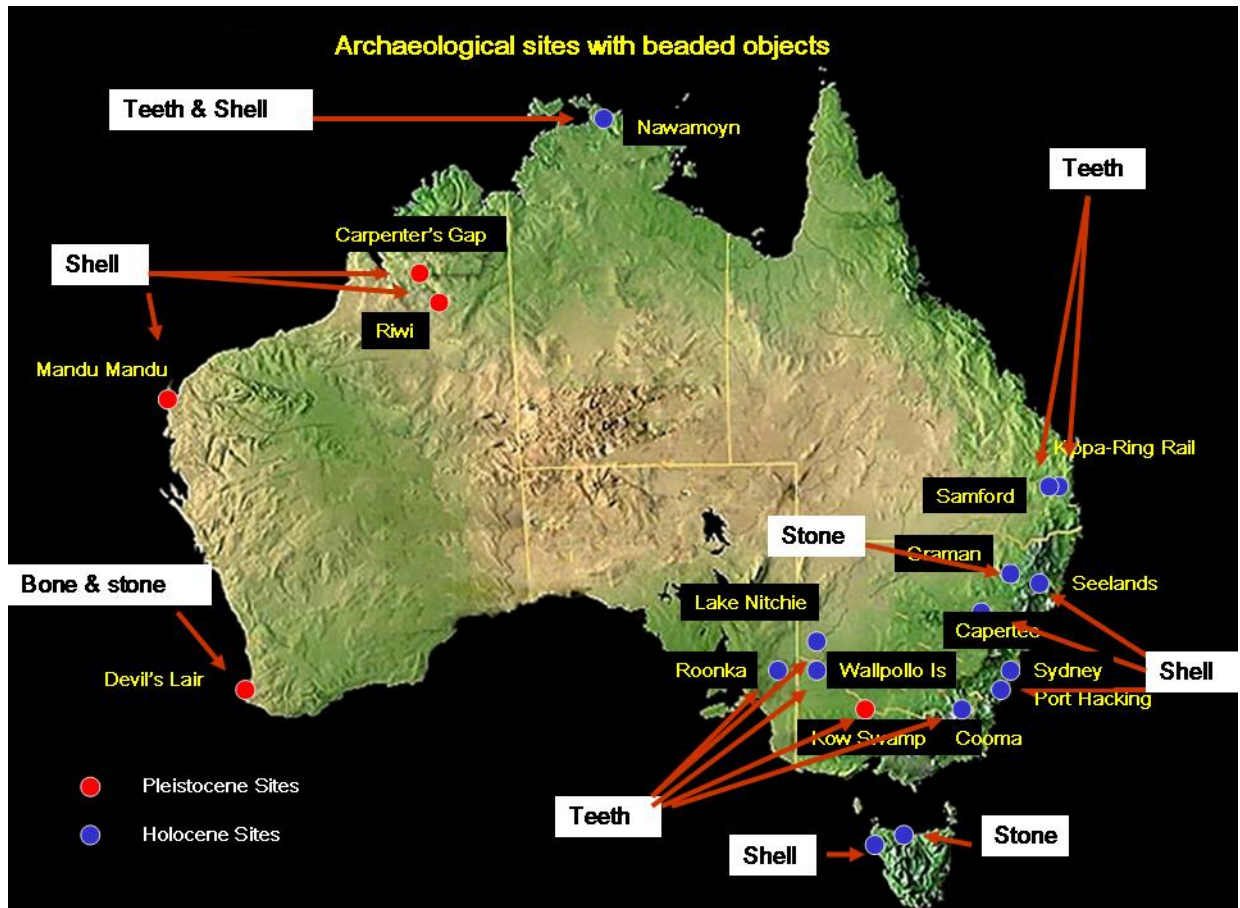 Archaeological sites with beaded objects
Teeth & Shell
Nawamoyn
Teeth
Carpenter's Gap
Shell
Riwi
Mandu Mandu
Kippa-Ring Rail
Samford
Stone
Graman
Bone & stone
Seelands
Lake Nitchie
Capertee
Devil's Lair
Roonka
Wallpollo Is
Sydney
Shell
Port Hacking
Kow Swamp
Cooma
Pleistocene Sites
Teeth
Holocene Sites
Stone
Shell